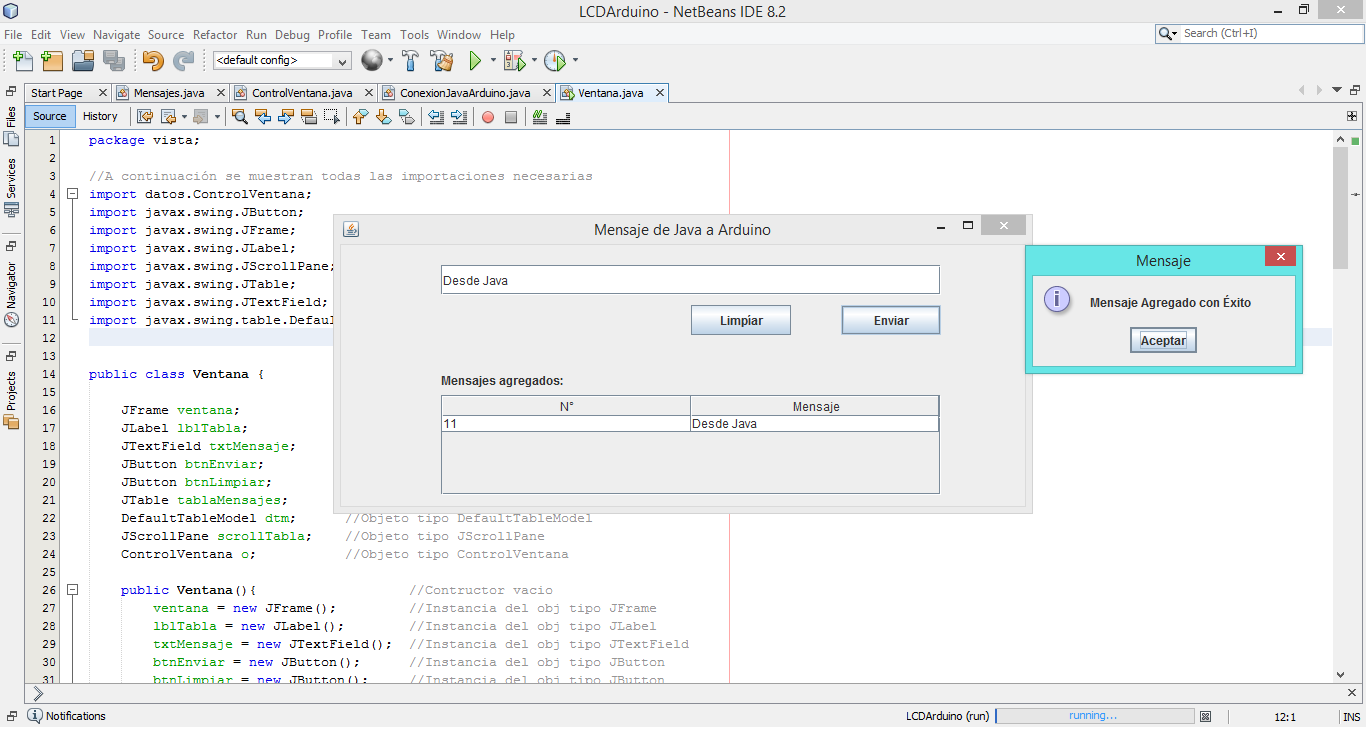 LCDArduino - NetBeans IDE 8.2
File Edit View Navigate Source Refactor Run Debug Profile Team Tools Window Help
Search (Ctrl+I)
<default config>
Start Page Mensajes.java ControlVentana.java ConexionJavaArduino.java Ventana.java
Source History
Files
Services
Navigator
Projects
1 package vista;
2
3 //A continuación se muestran todas las importaciones necesarias
4 import datos.ControlVentana;
5 import javax.swing.JButton;
6 import javax.swing.JFrame;
7 import javax.swing.JLabel;
8 import javax.swing.JScrollPane;
9 import javax.swing.JTable;
10 import javax.swing.JTextField;
11 import javax.swing.table.Defaul
12
13
14 public class Ventana {
15
16 JFrame ventana;
17 JLabel lblTabla;
18 JTextField txtMensaje;
19 JButton btnEnviar;
20 JButton btnLimpiar;
21 JTable tablaMensajes;
22 DefaultTableModel dtm; //Objeto tipo DefaultTableModel
23 JScrollPane scrollTabla; //Objeto tipo JScrollPane
24 ControlVentana o; //Objeto tipo ControlVentana
25
26 public Ventana(){ //Contructor vacio
27 ventana = new JFrame(); //Instancia del obj tipo JFrame
28 lblTabla = new JLabel(); //Instancia del obj tipo JLabel
29 txtMensaje = new JTextField(); //Instancia del obj tipo JTextField
30 btnEnviar = new JButton(); //Instancia del obj tipo JButton
31 btnLimpiar = new JButton(); //Instancia del obj tipo JButton
Mensaje de Java a Arduino
Desde Java
Limpiar Enviar
Mensajes agregados:
N° Mensaje
11 Desde Java
Mensaje
Mensaje Agregado con Éxito
Aceptar
Notifications
LCDArduino (run) running... 12:1 INS